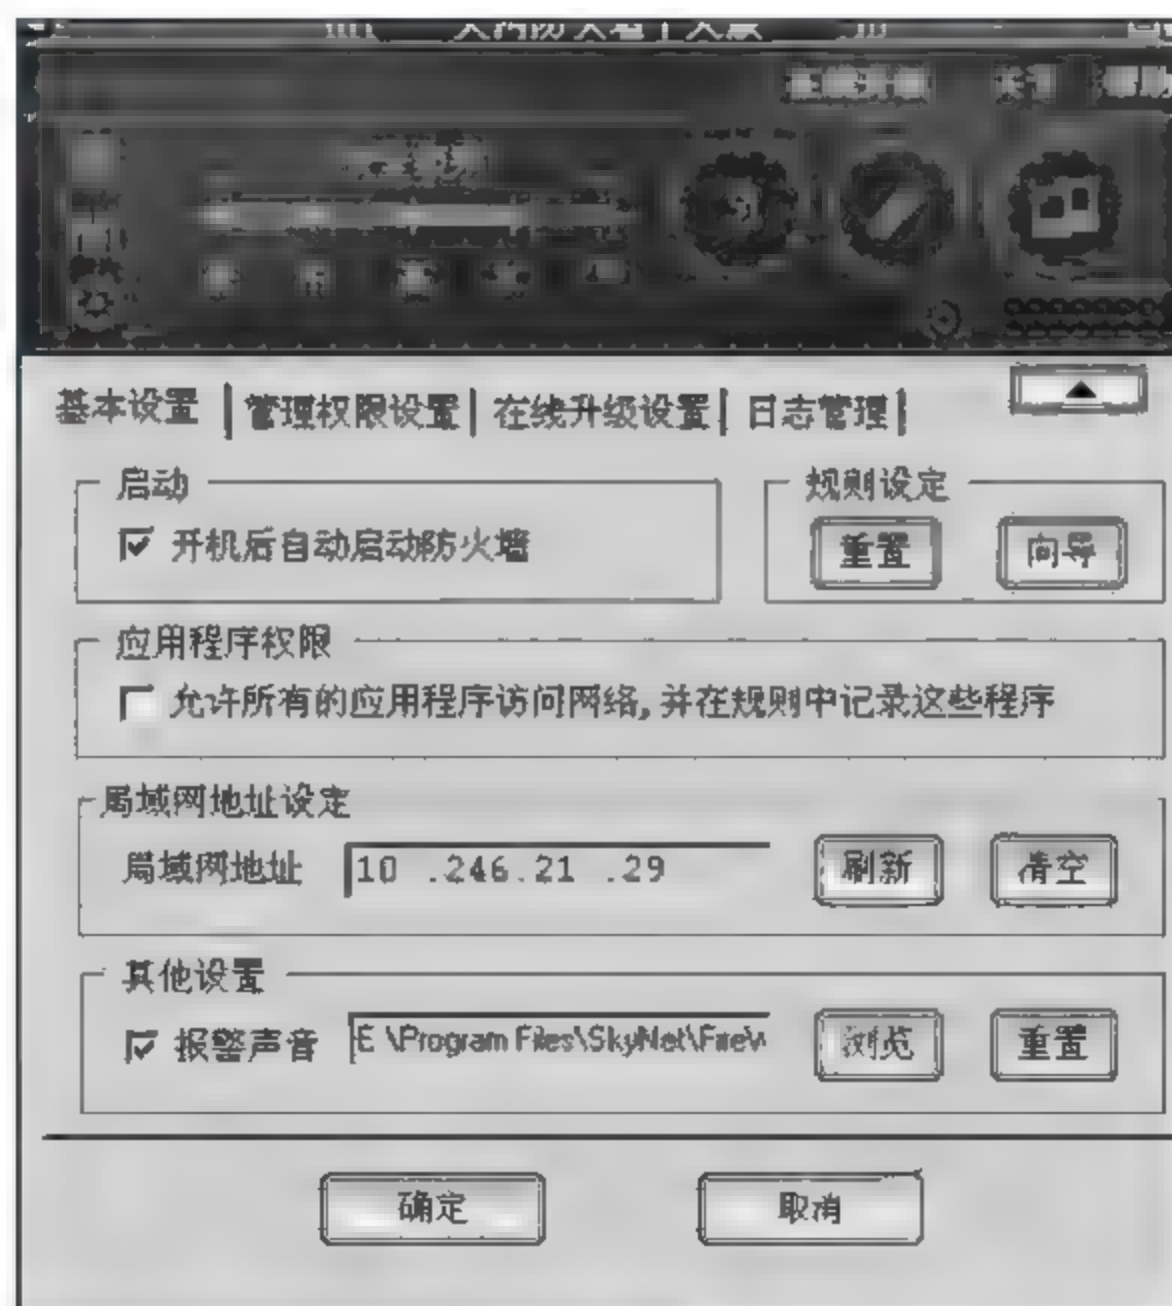 基本设置 管理权限设置 在线升级设置 日志管理
启动
开机后自动启动防火墙
规则设定
重置 向导
应用程序权限
允许所有的应用程序访问网络,并在规则中记录这些程序
局域网地址设定
局域网地址 10 .246.21 .29 刷新 清空
其他设置
报警声音 E \Program Files\SkyNet\Fire 浏览 重置
确定 取消